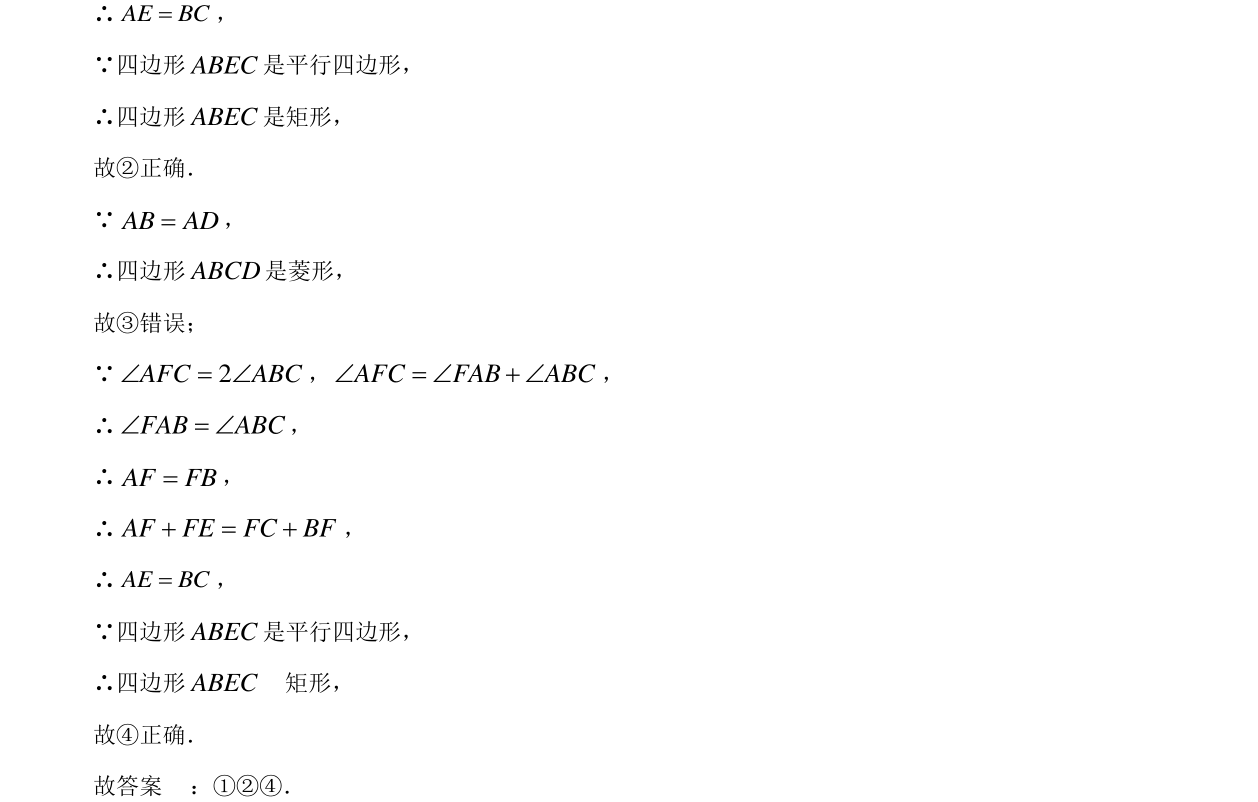 ∴ AE = BC，
∵四边形 ABEC 是平行四边形，
∴四边形 ABEC 是矩形，
故②正确．
∵ AB = AD，
∴四边形 ABCD 是菱形，
故③错误；
∵ ∠AFC = 2∠ABC，∠AFC = ∠FAB + ∠ABC，
∴ ∠FAB = ∠ABC，
∴ AF = FB，
∴ AF + FE = FC + BF，
∴ AE = BC，
∵四边形 ABEC 是平行四边形，
∴四边形 ABEC 矩形，
故④正确．
故答案 ：①②④．